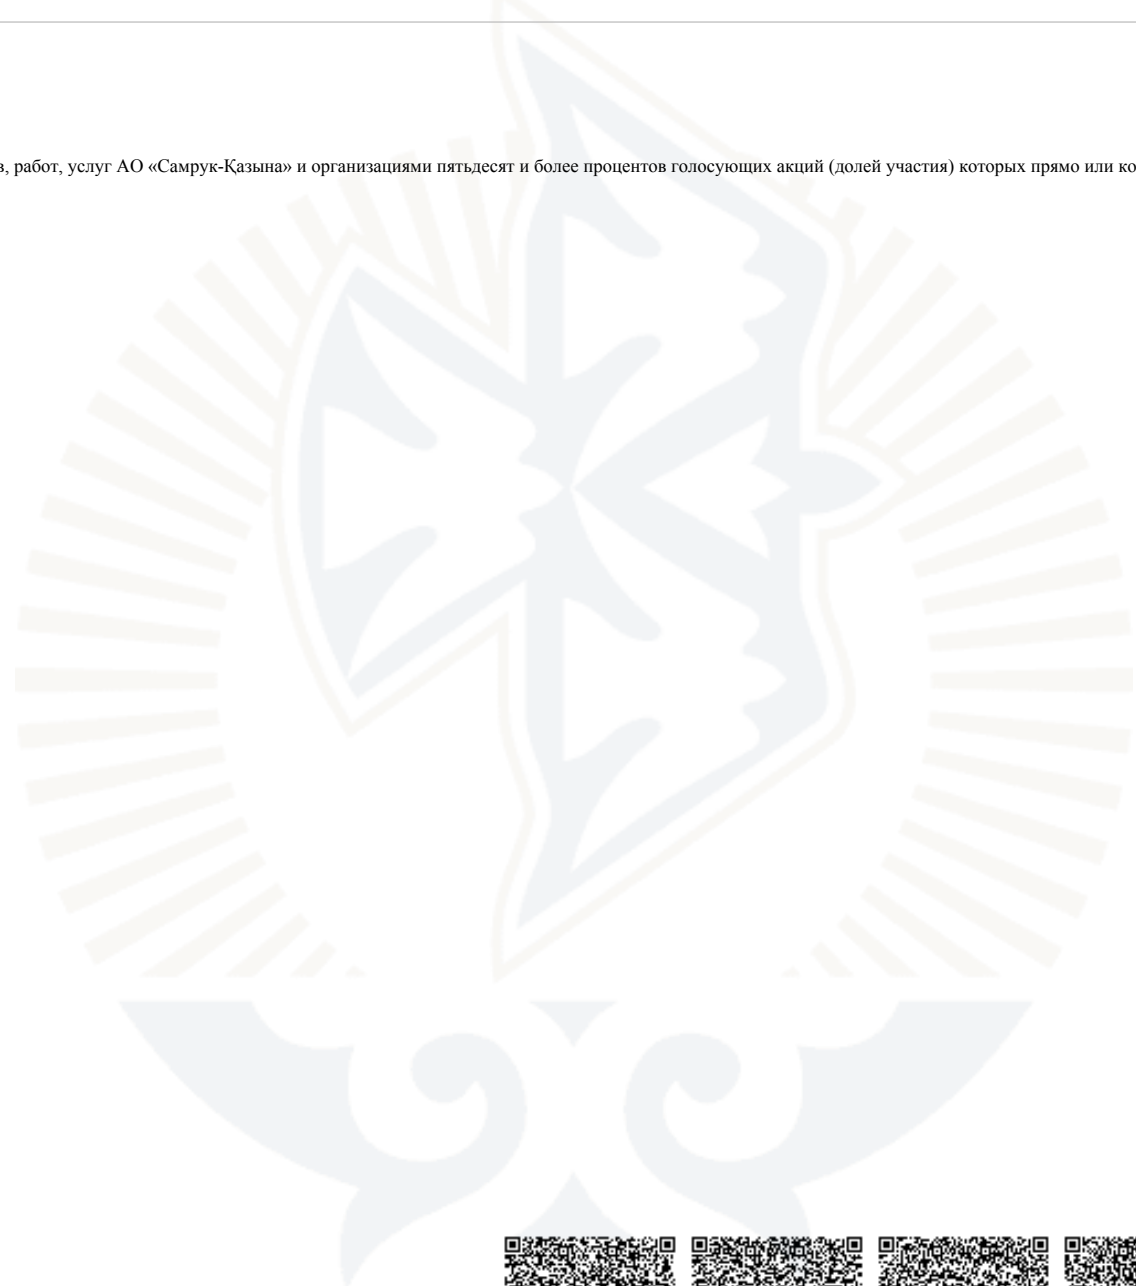 , работ, услуг АО «Самрук-Қазына» и организациями пятьдесят и более процентов голосующих акций (долей участия) которых прямо или ко